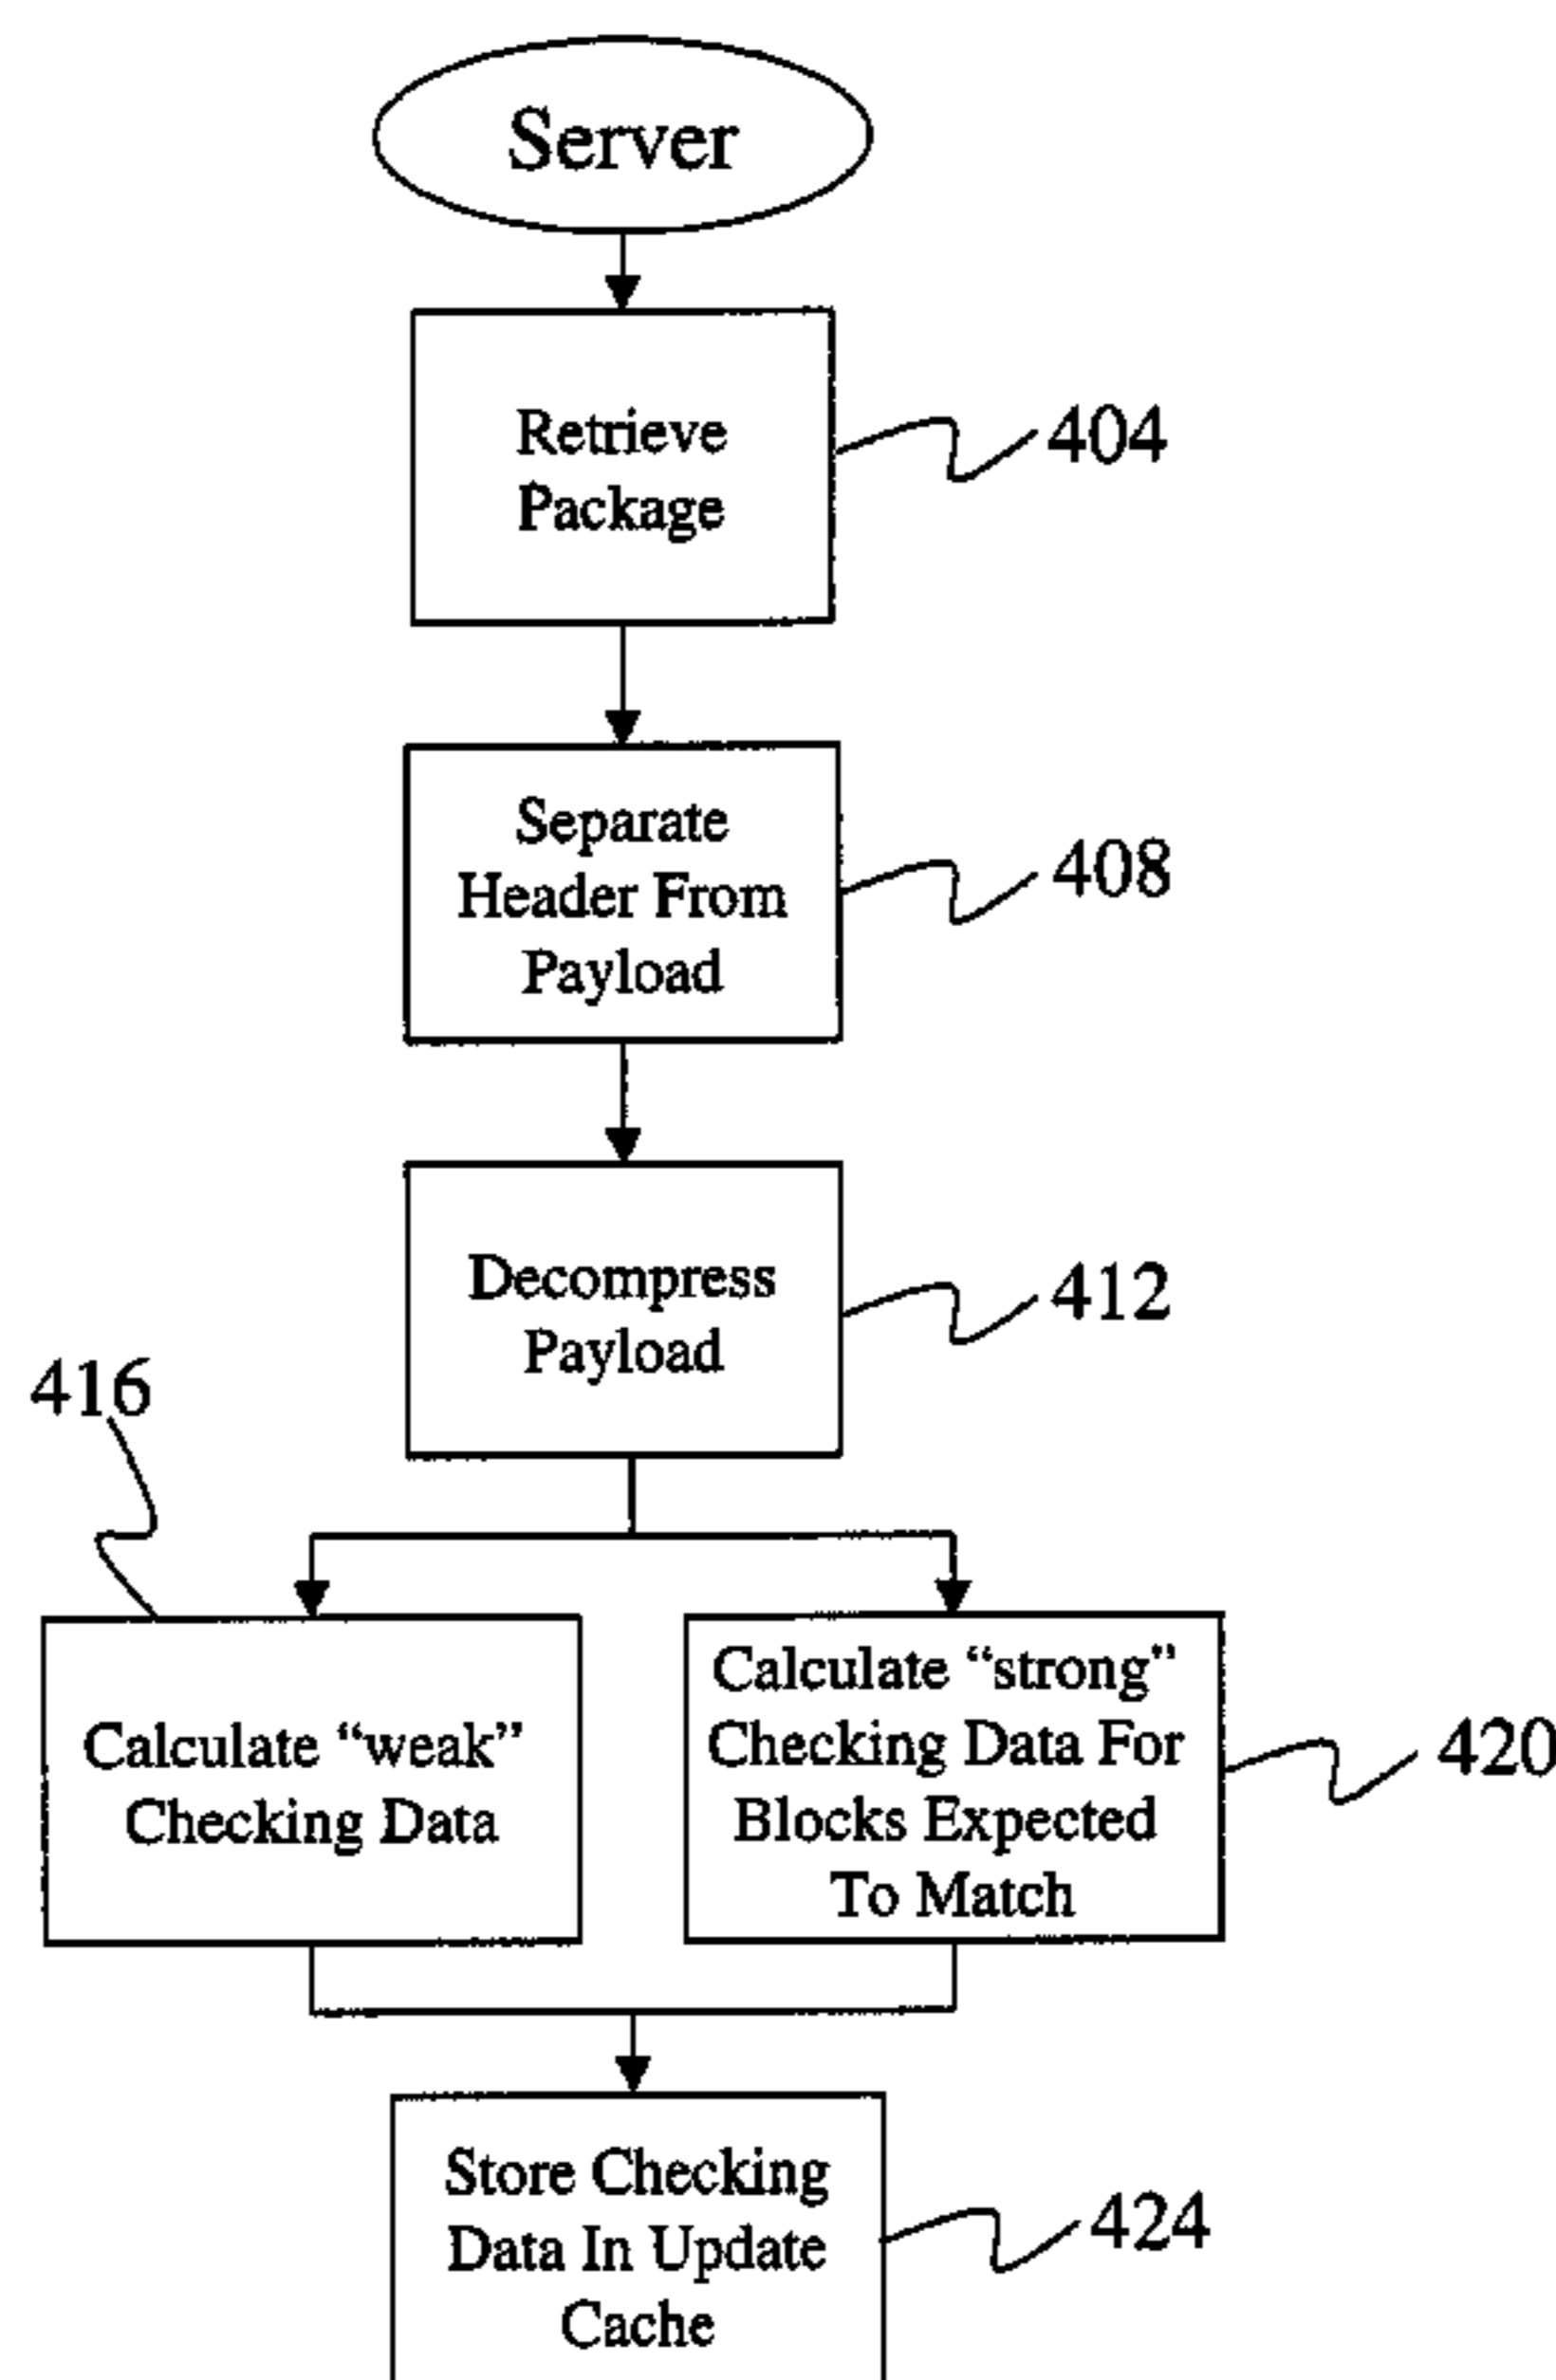 Server
Retrieve
Package
404
Separate
Header From
Payload
408
Decompress
Payload
412
416
Calculate “weak”
Checking Data
Calculate “strong”
Checking Data For
Blocks Expected
To Match
420
Store Checking
Data In Update
Cache
424